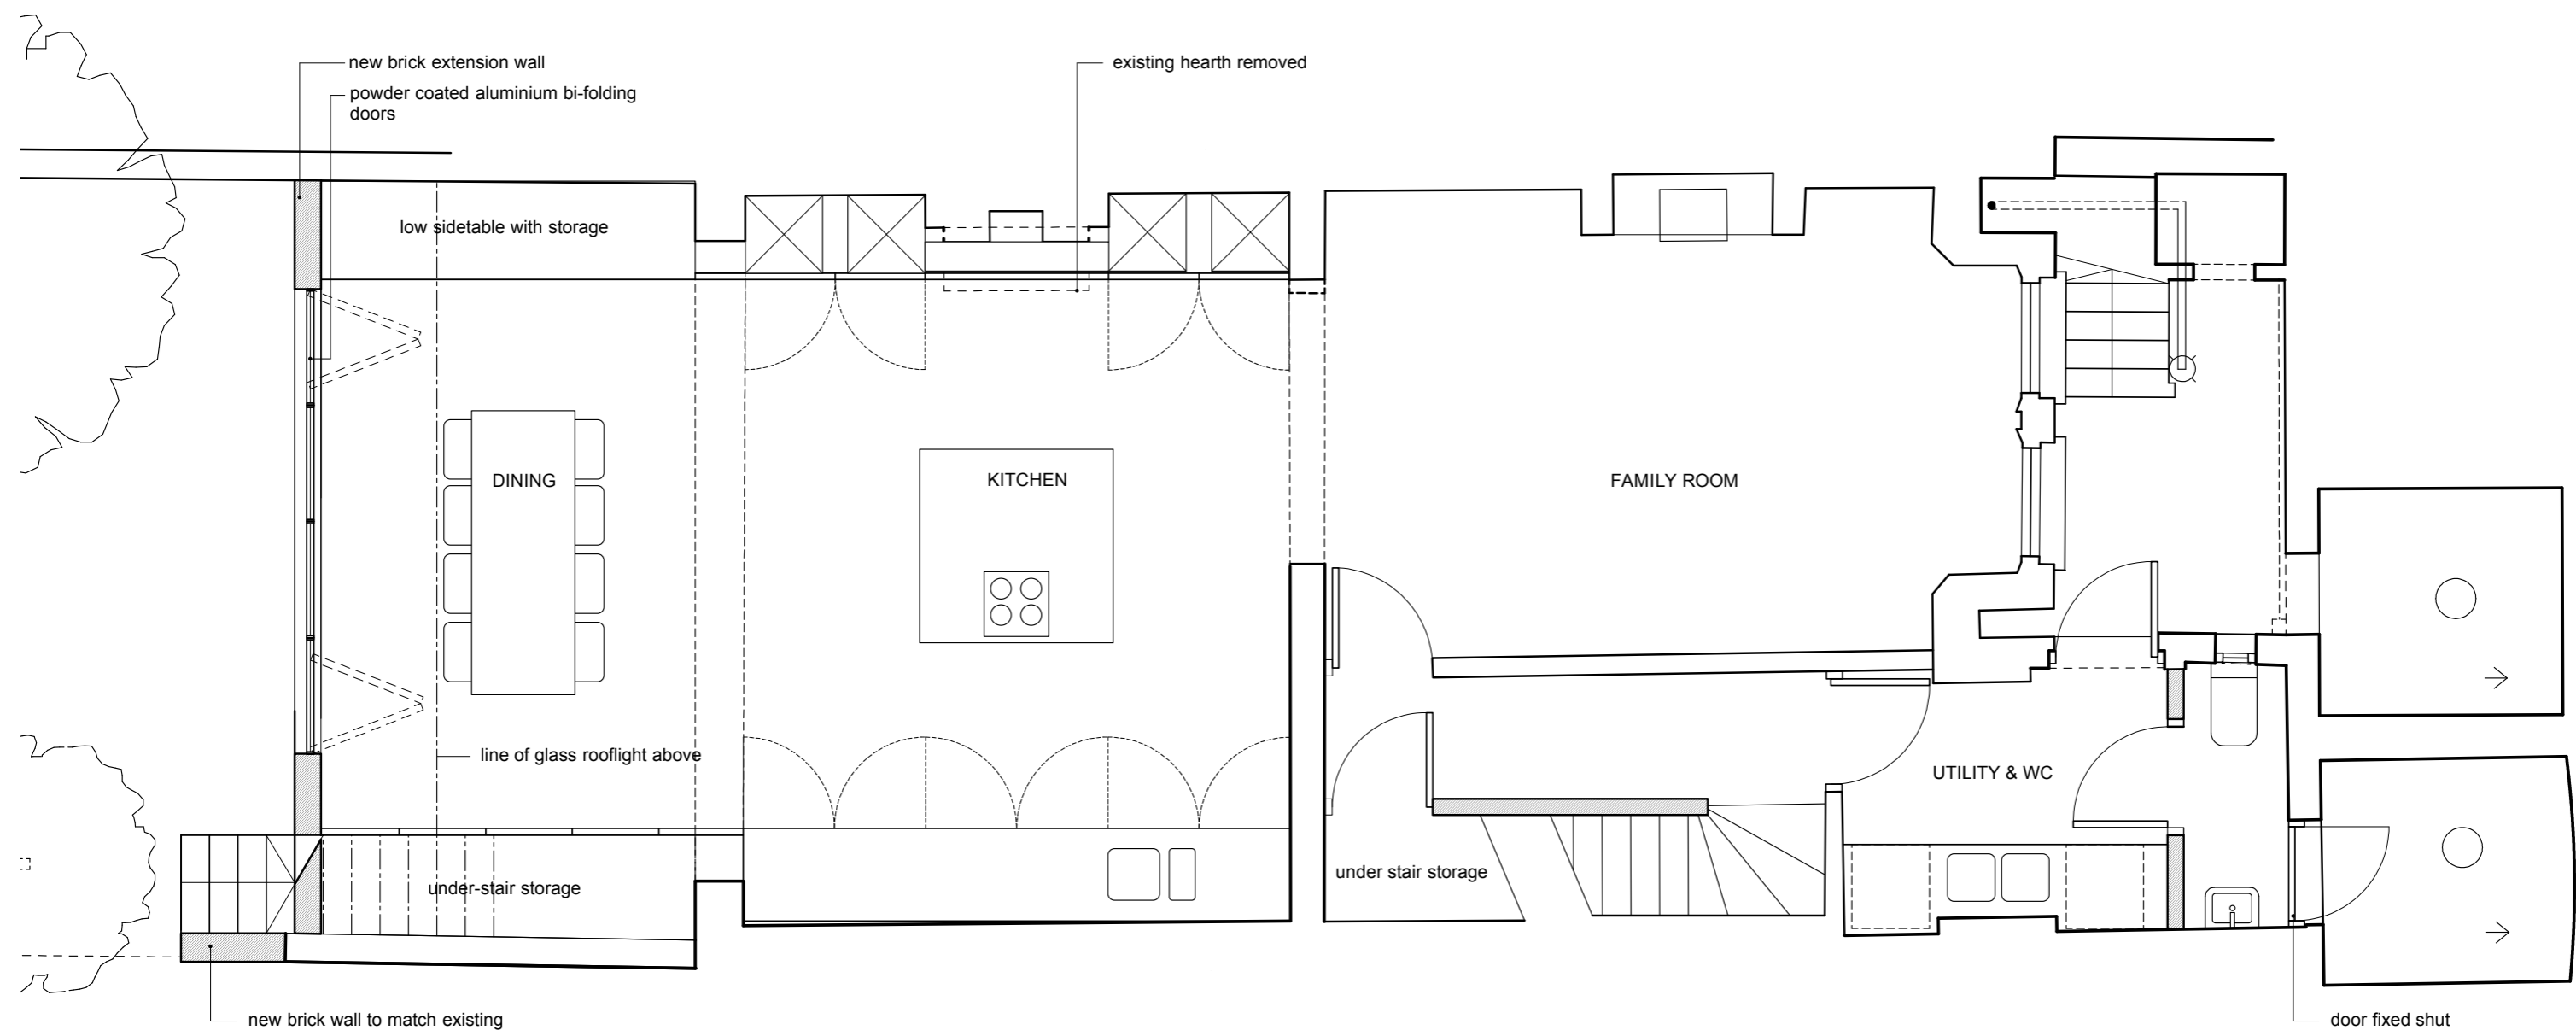 new brick extension wall
powder coated aluminium bi-folding
doors
existing hearth removed
low sidetable with storage
DINING
KITCHEN
FAMILY ROOM
line of glass rooflight above
UTILITY & WC
under-stair storage
under stair storage
new brick wall to match existing
door fixed shut